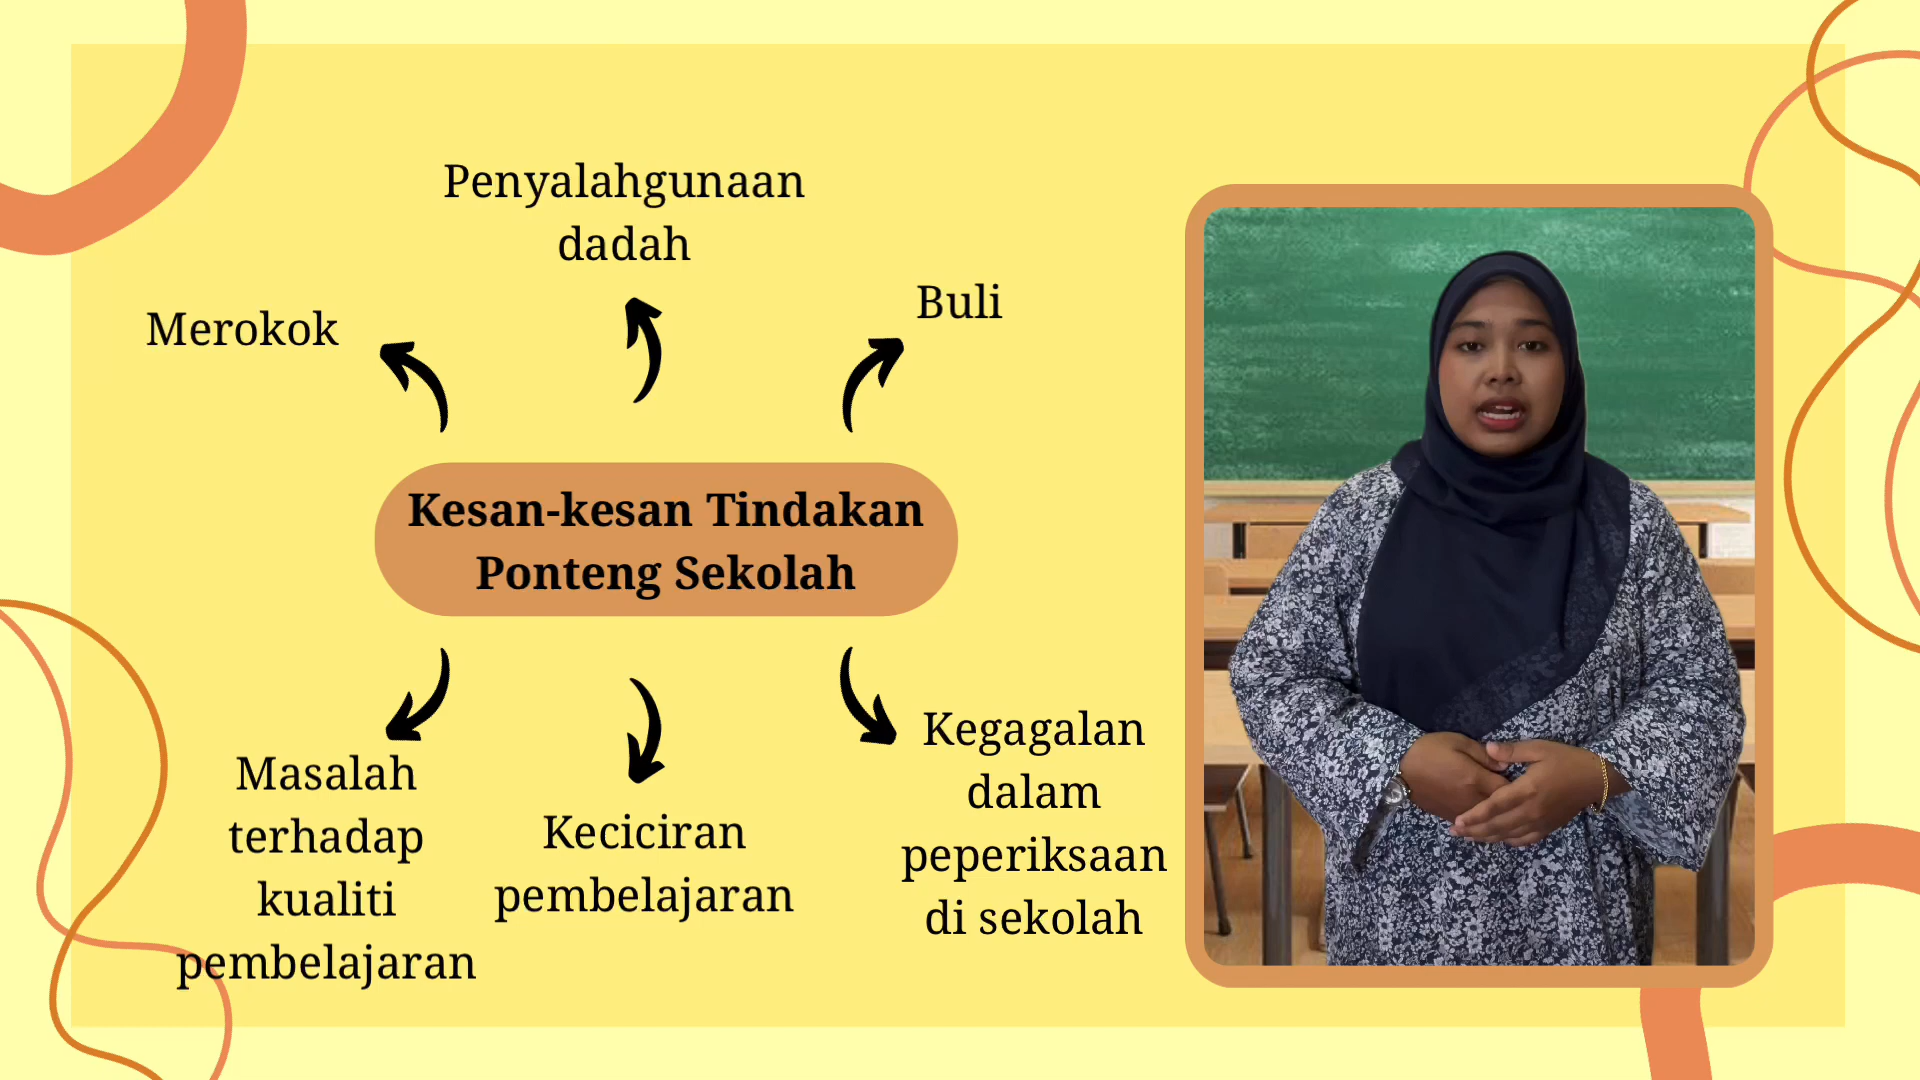 Penyalahgunaan
dadah
Merokok
Buli
Kesan-kesan Tindakan
Ponteng Sekolah
Masalah
terhadap
kualiti
pembelajaran
Keciciran
pembelajaran
Kegagalan
dalam
peperiksaan
di sekolah